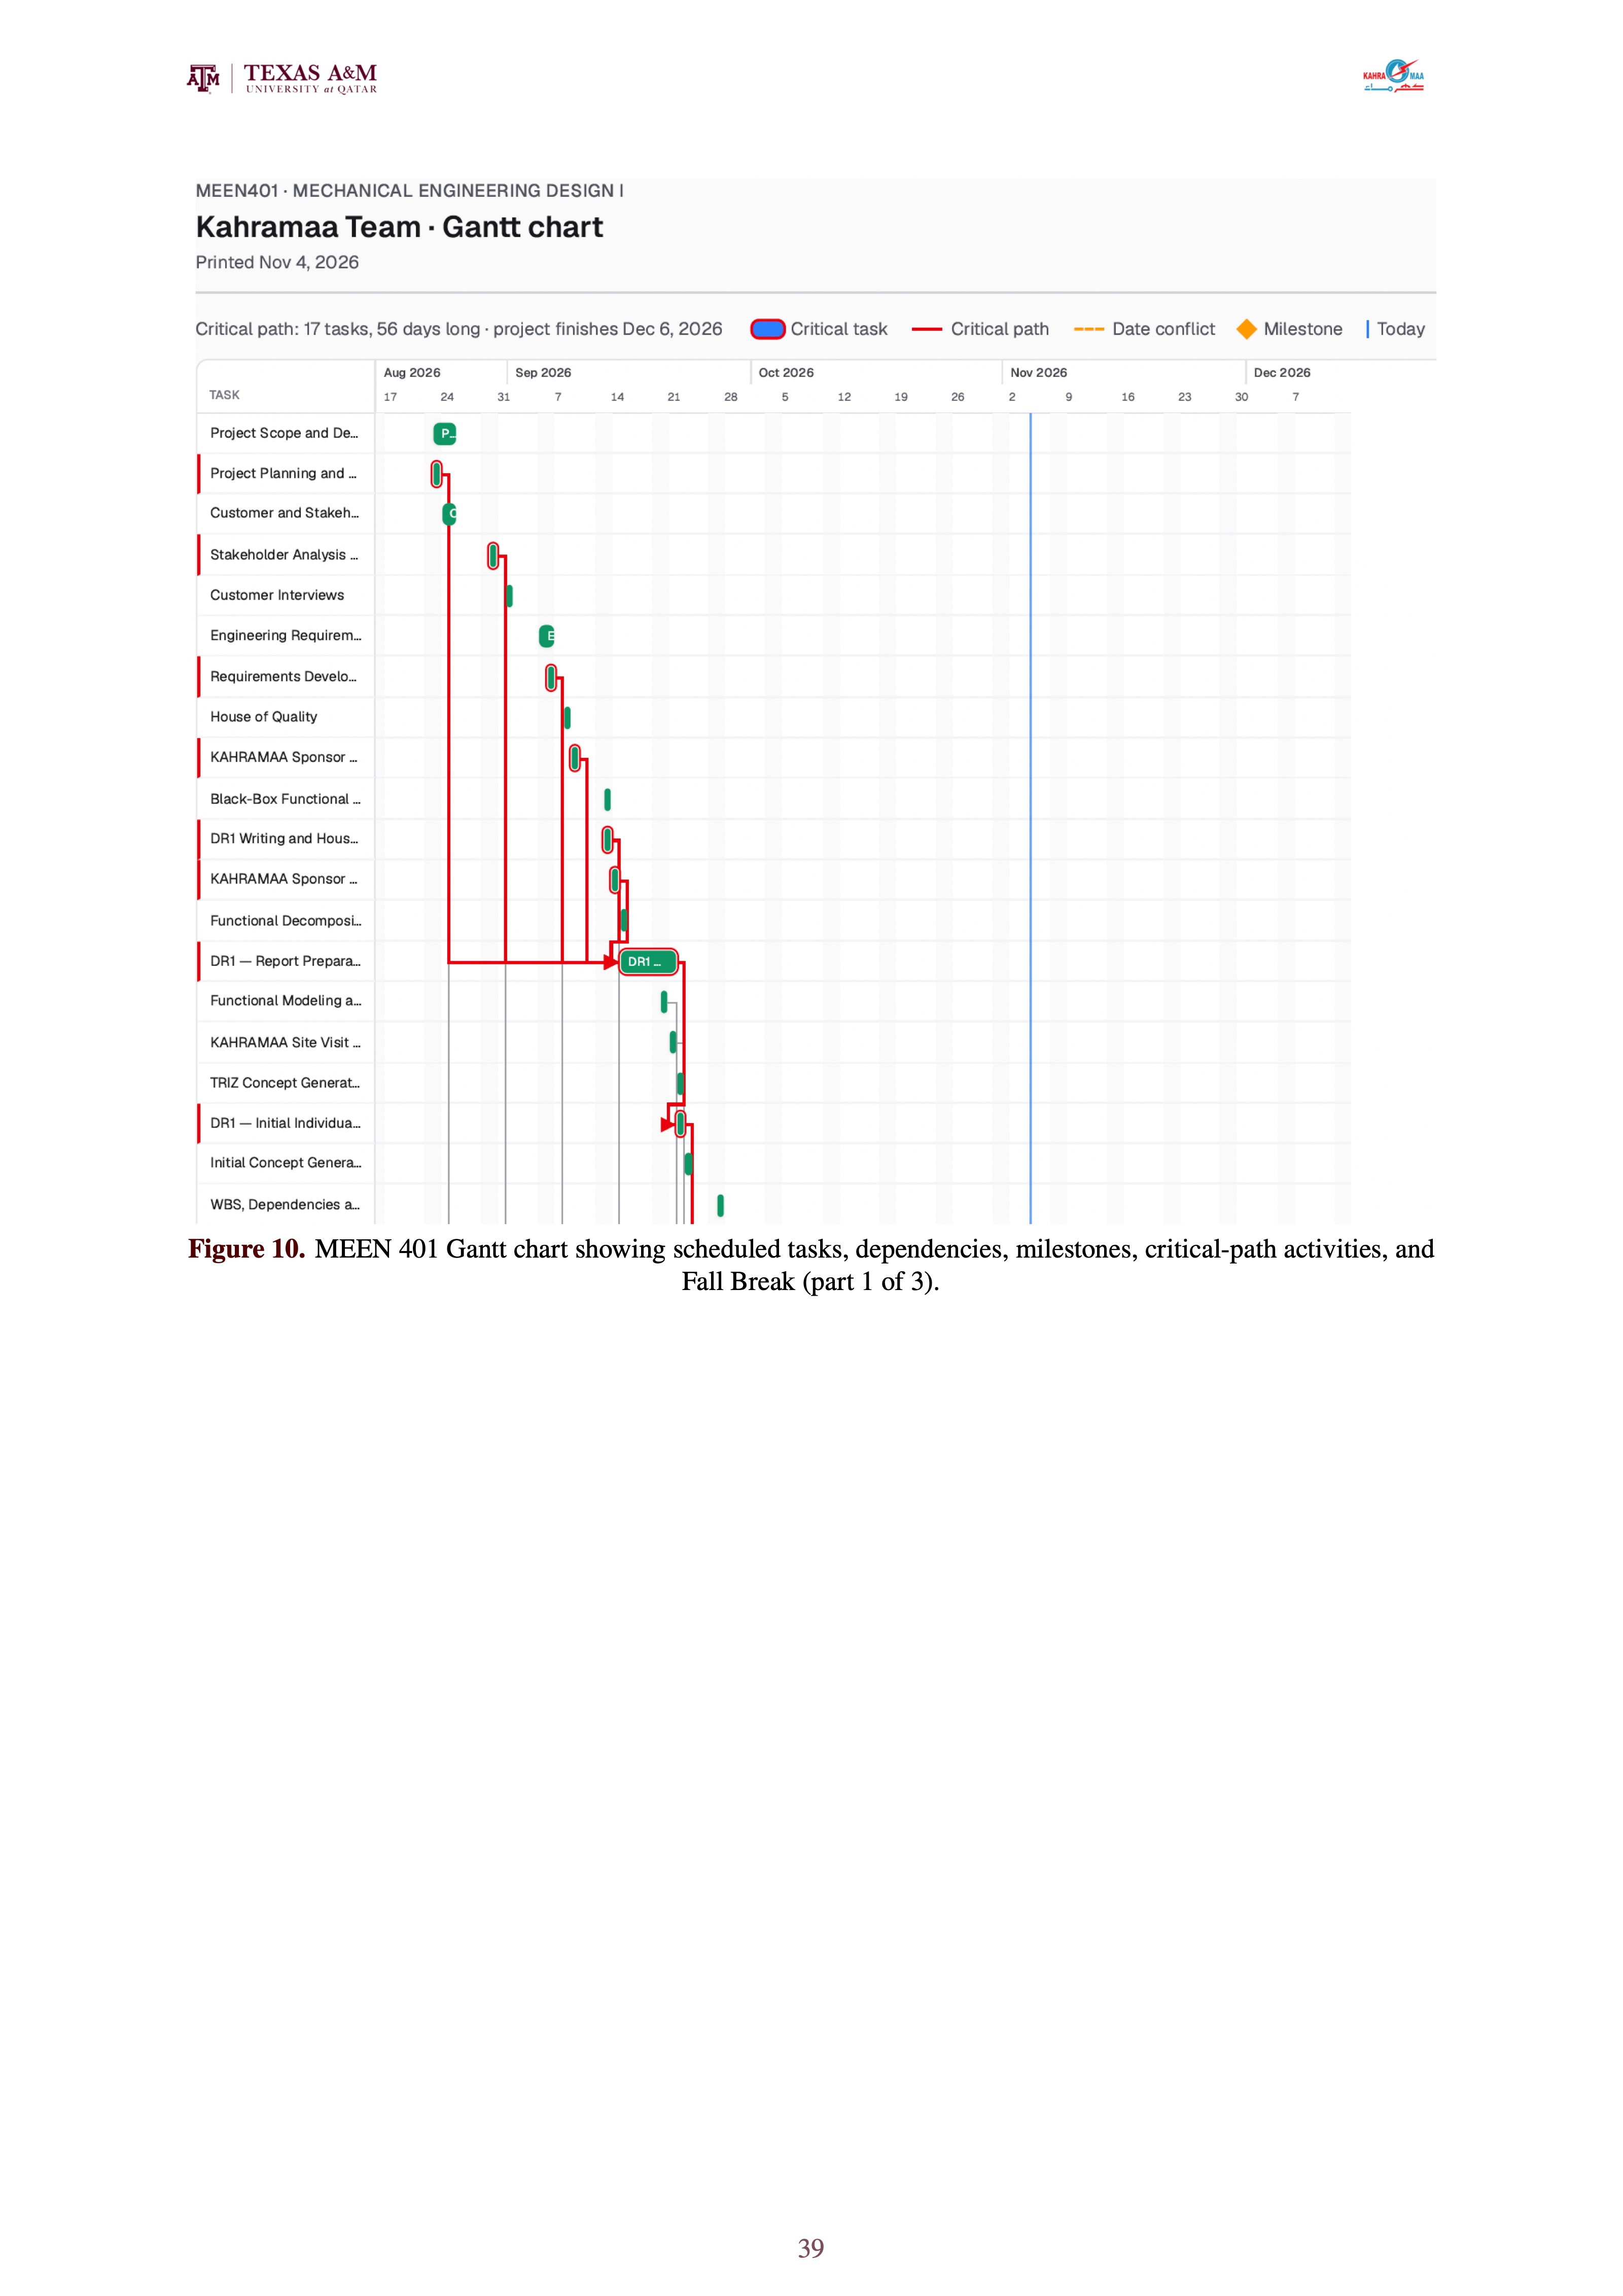 TEXAS A&M
UNIVERSITY at QATAR
KAHRA MAA
MEEN401 · MECHANICAL ENGINEERING DESIGN I
Kahramaa Team · Gantt chart
Printed Nov 4, 2026
Critical path: 17 tasks, 56 days long · project finishes Dec 6, 2026 Critical task Critical path Date conflict Milestone Today
Aug 2026 Sep 2026 Oct 2026 Nov 2026 Dec 2026
TASK 17 24 31 7 14 21 28 5 12 19 26 2 9 16 23 30 7
Project Scope and De... P...
Project Planning and ...
Customer and Stakeh... C
Stakeholder Analysis ...
Customer Interviews
Engineering Requirem... E
Requirements Develo...
House of Quality
KAHRAMAA Sponsor ...
Black-Box Functional ...
DR1 Writing and Hous...
KAHRAMAA Sponsor ...
Functional Decomposi...
DR1 — Report Prepara... DR1 ...
Functional Modeling a...
KAHRAMAA Site Visit ...
TRIZ Concept Generat...
DR1 — Initial Individua...
Initial Concept Genera...
WBS, Dependencies a...
Figure 10. MEEN 401 Gantt chart showing scheduled tasks, dependencies, milestones, critical-path activities, and
Fall Break (part 1 of 3).
39